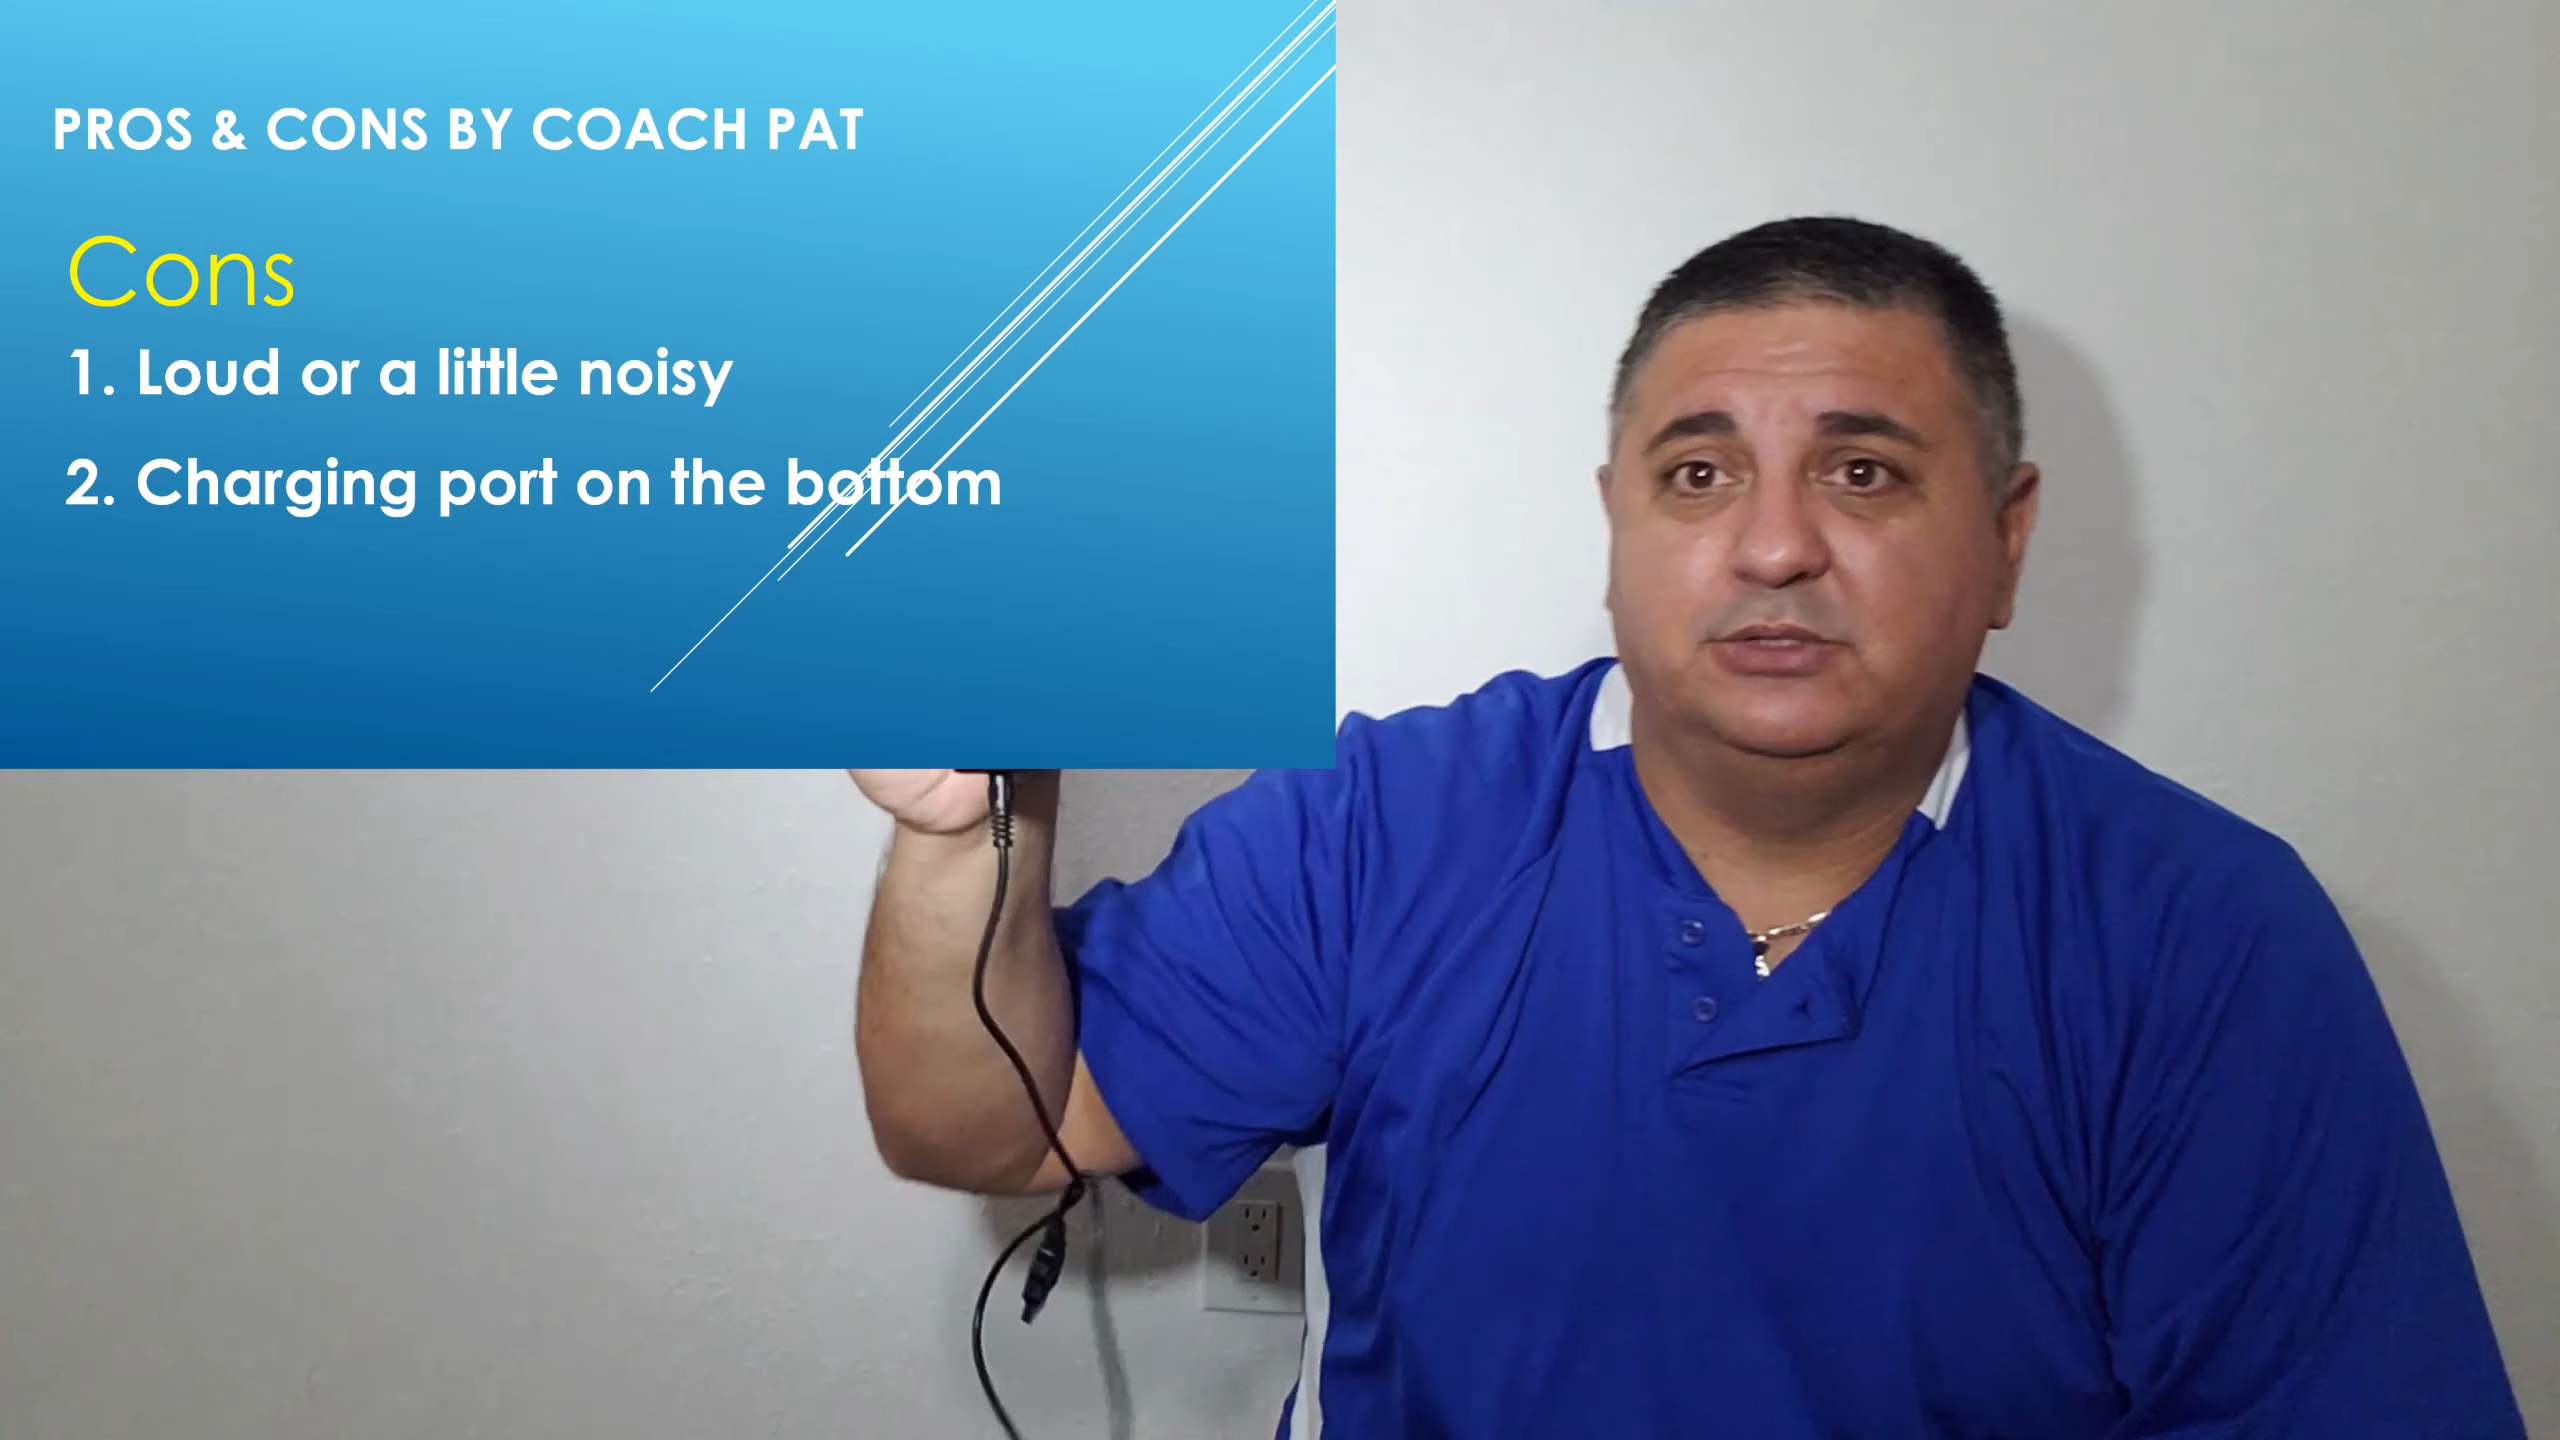 PROS & CONS BY COACH PAT
Cons
1. Loud or a little noisy
2. Charging port on the bottom